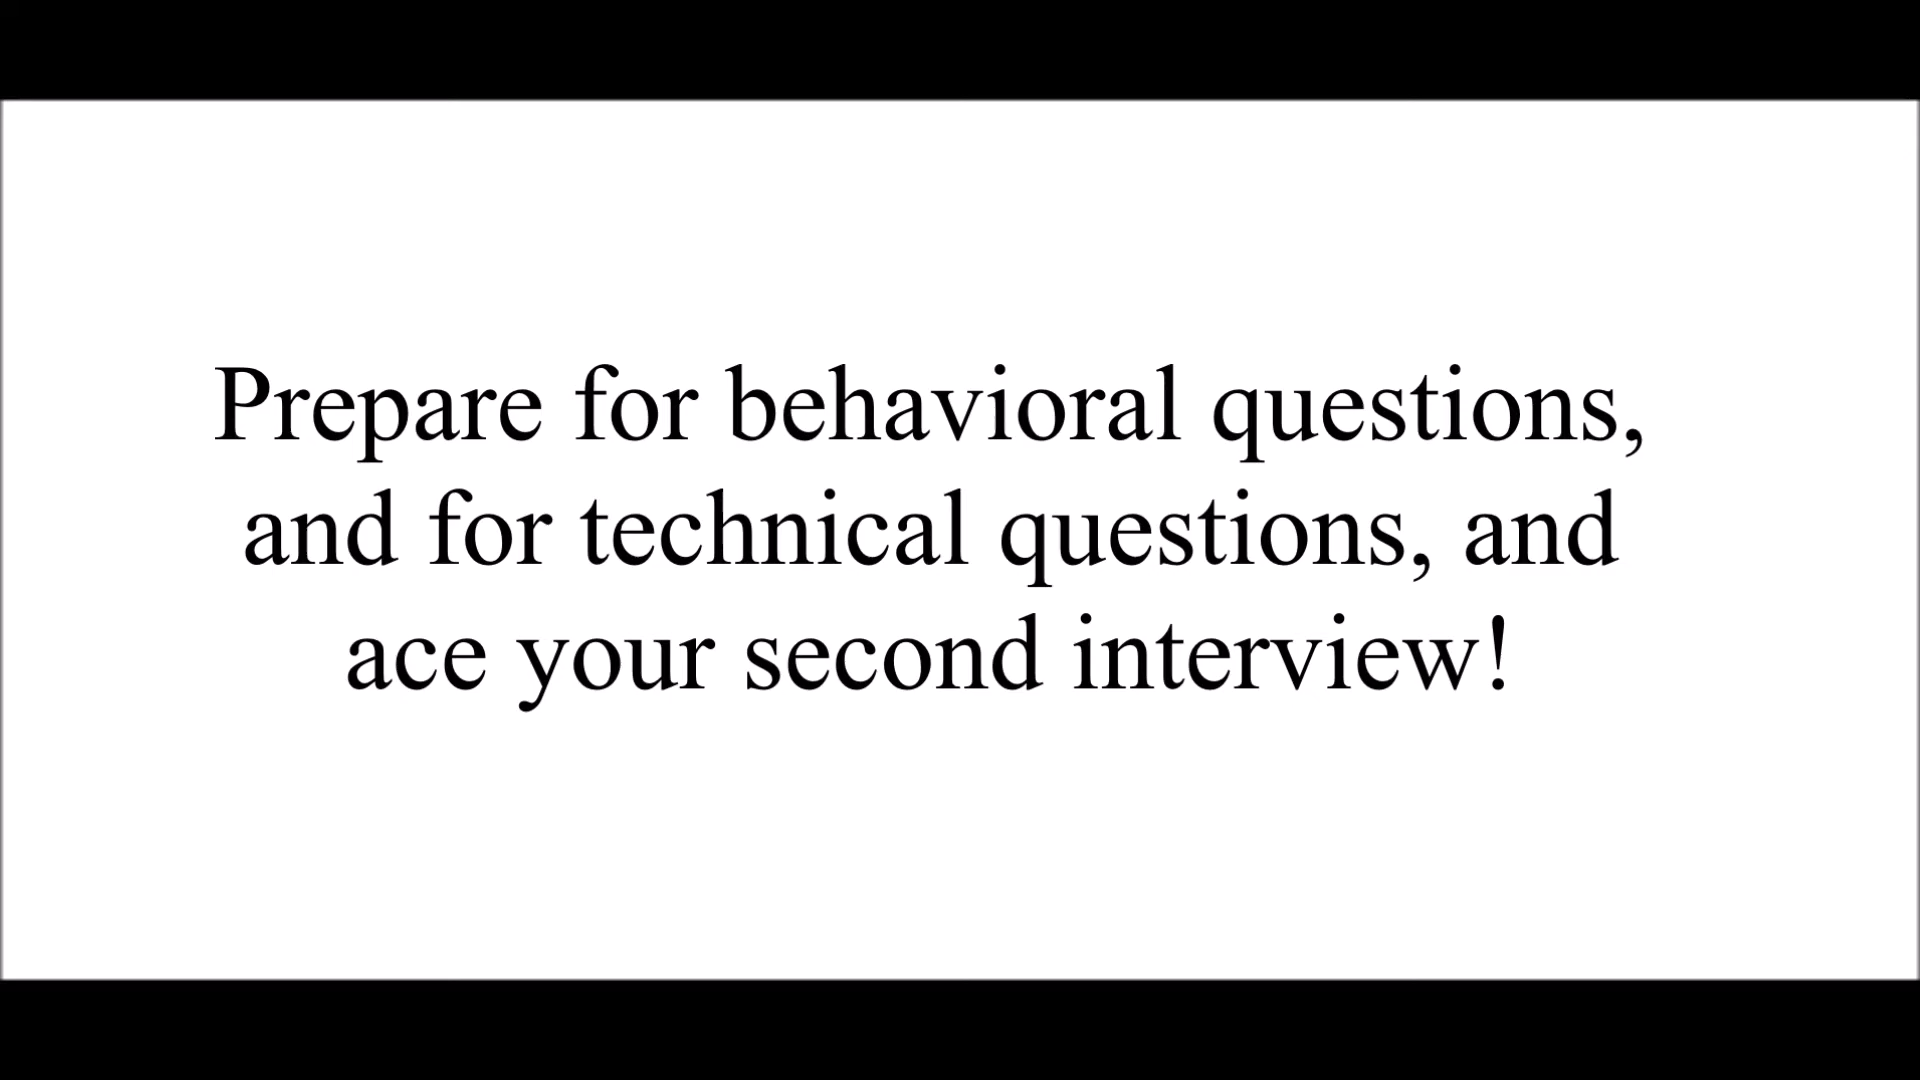 Prepare for behavioral questions,
and for technical questions, and
ace your second interview!